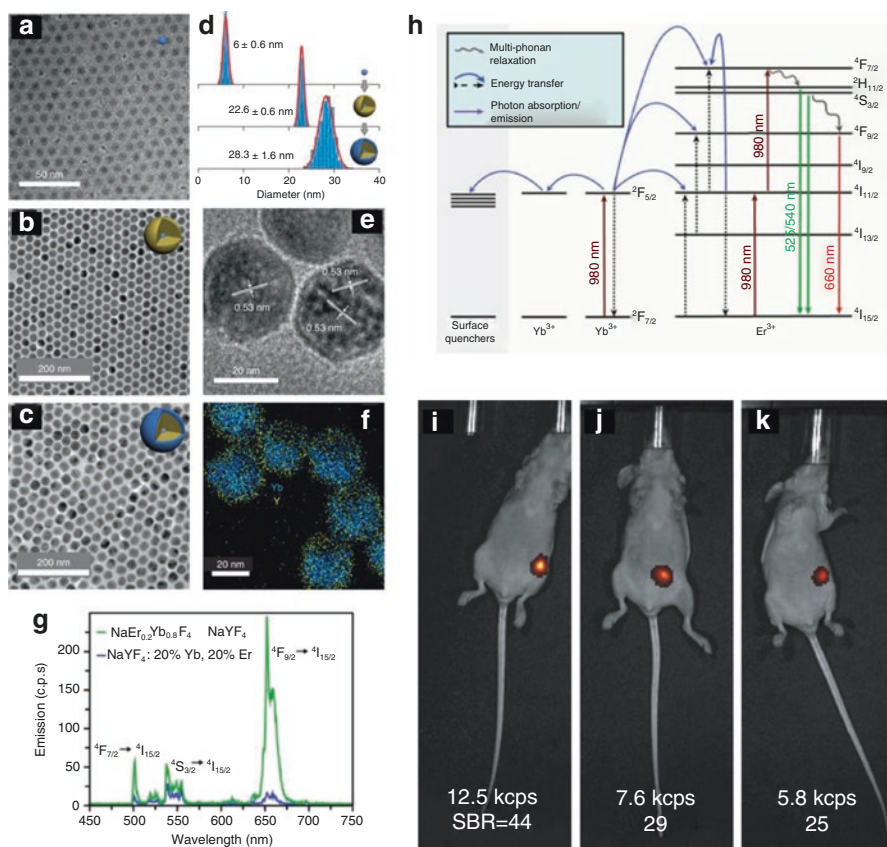 a
50 nm
b
200 nm
c
200 nm
d
6 ± 0.6 nm
22.6 ± 0.6 nm
28.3 ± 1.6 nm
0 10 20 30 40
Diameter (nm)
e
0.53 nm
0.53 nm
0.53 nm
20 nm
f
Yb
Y
20 nm
g
NaEr0.2Yb0.8F4 NaYF4
NaYF4: 20% Yb, 20% Er
4F9/2 → 4I15/2
4F7/2 → 4I15/2
4S3/2 → 4I15/2
Emission (c.p.s)
200
150
100
50
0
450 500 550 600 650 700 750
Wavelength (nm)
h
Multi-phonan
relaxation
Energy transfer
Photon absorption/
emission
4F7/2
2H11/2
4S3/2
4F9/2
4I9/2
4I11/2
4I13/2
4I15/2
2F5/2
2F7/2
980 nm
980 nm
980 nm
525/540 nm
660 nm
Surface
quenchers
Yb3+
Yb3+
Er3+
i
12.5 kcps
SBR=44
j
7.6 kcps
29
k
5.8 kcps
25